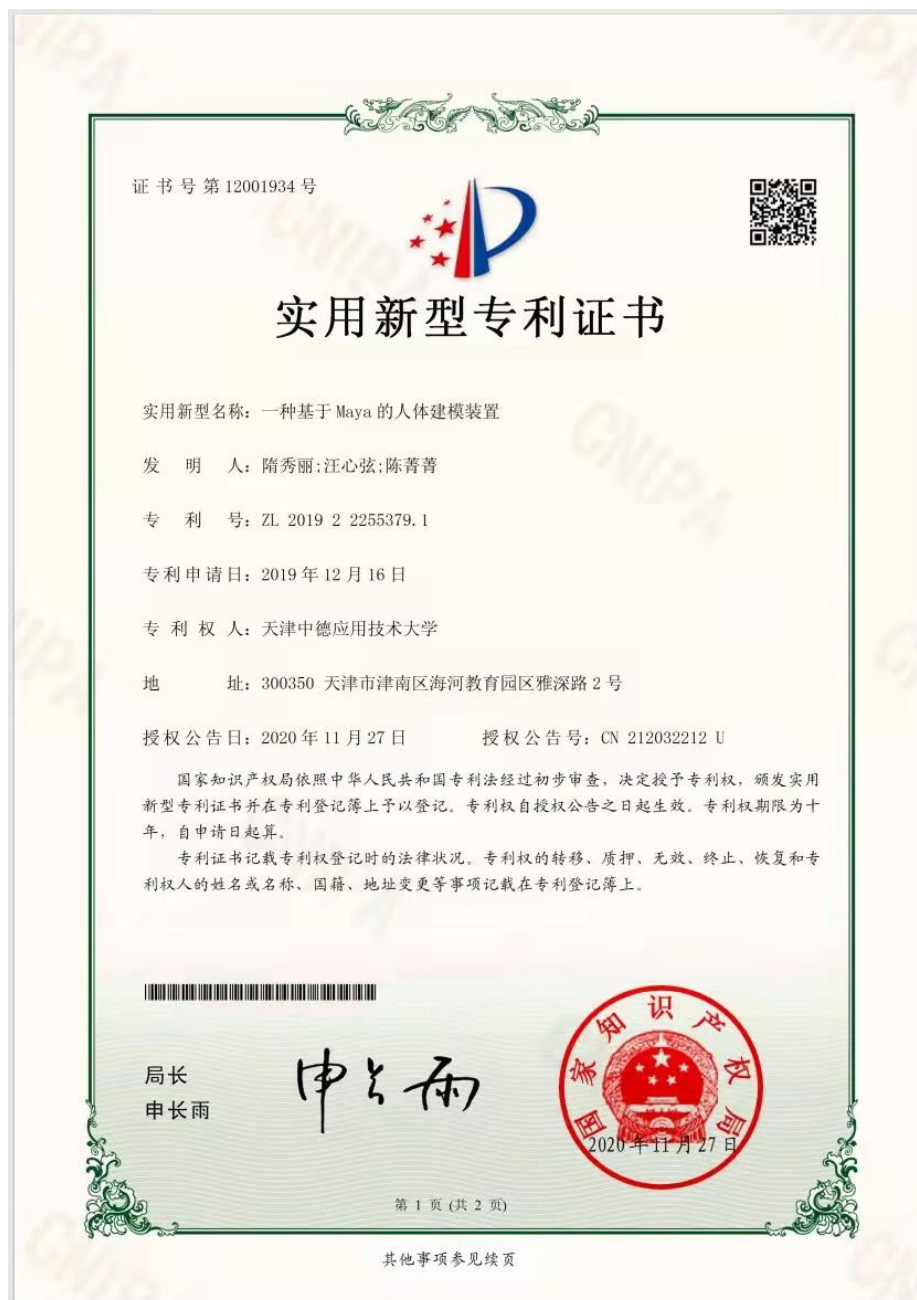 证书号第12001934号
实用新型专利证书
实用新型名称：一种基于Maya的人体建模装置
发明人：隋秀丽;汪心弦;陈菁菁
专利号：ZL 2019 2 2255379.1
专利申请日：2019年12月16日
专利权人：天津中德应用技术大学
地址：300350 天津市津南区海河教育园区雅深路2号
授权公告日：2020年11月27日 授权公告号：CN 212032212 U
国家知识产权局依照中华人民共和国专利法经过初步审查，决定授予专利权，颁发实用
新型专利证书并在专利登记簿上予以登记。专利权自授权公告之日起生效。专利权期限为十
年，自申请日起算。
专利证书记载专利权登记时的法律状况。专利权的转移、质押、无效、终止、恢复和专
利权人的姓名或名称、国籍、地址变更等事项记载在专利登记簿上。
局长
申长雨
申长雨
国家知识产权局
2020年11月27日
第 1 页 (共 2 页)
其他事项参见续页
CNIPA